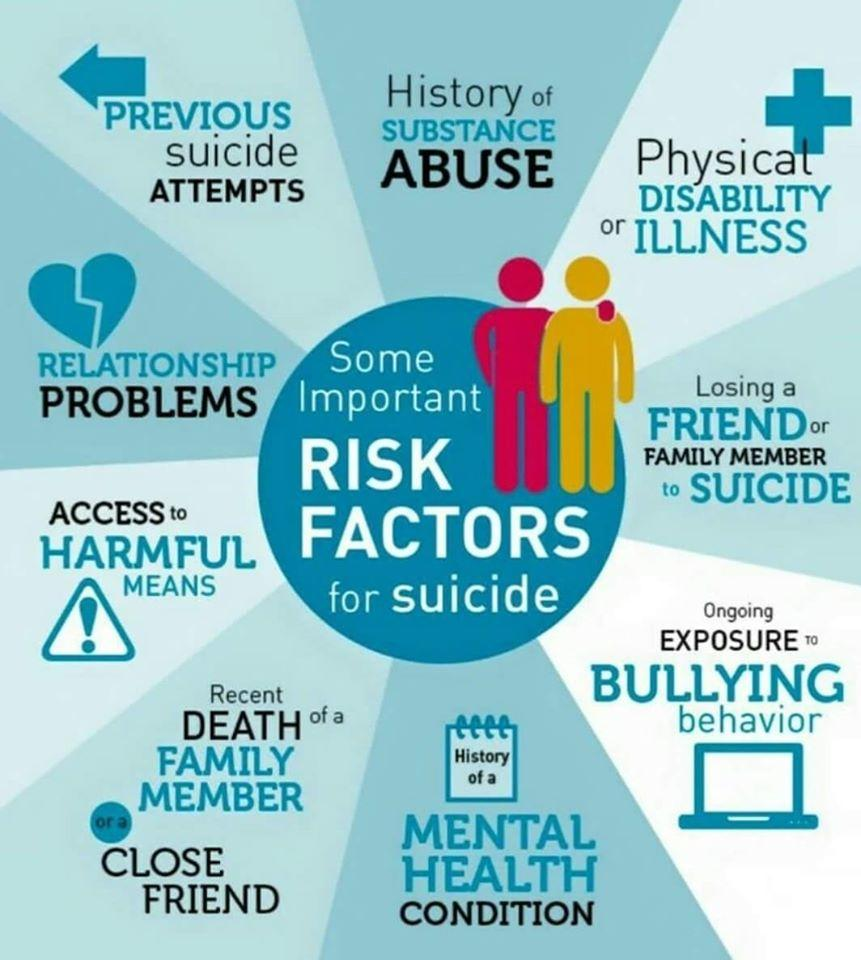 Some
Important
RISK
FACTORS
for suicide
PREVIOUS
suicide
ATTEMPTS
History of
SUBSTANCE
ABUSE
Physical
DISABILITY
or ILLNESS
Losing a
FRIEND or
FAMILY MEMBER
to SUICIDE
Ongoing
EXPOSURE TO
BULLYING
behavior
History
of a
MENTAL
HEALTH
CONDITION
Recent
DEATH of a
FAMILY
MEMBER
or a
CLOSE
FRIEND
ACCESS to
HARMFUL
MEANS
!
RELATIONSHIP
PROBLEMS